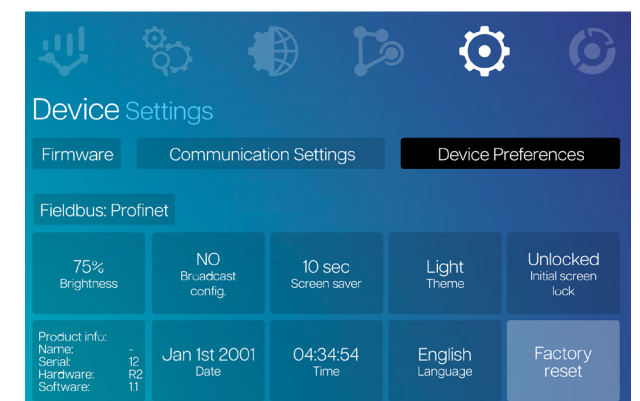 Device Settings
Firmware
Communication Settings
Device Preferences
Fieldbus: Profinet
75%
Brightness
NO
Broadcast
config.
10 sec
Screen saver
Light
Theme
Unlocked
Initial screen
lock
Product info:
Name: -
Serial: 12
Hardware: R2
Software: 1.1
Jan 1st 2001
Date
04:34:54
Time
English
Language
Factory
reset